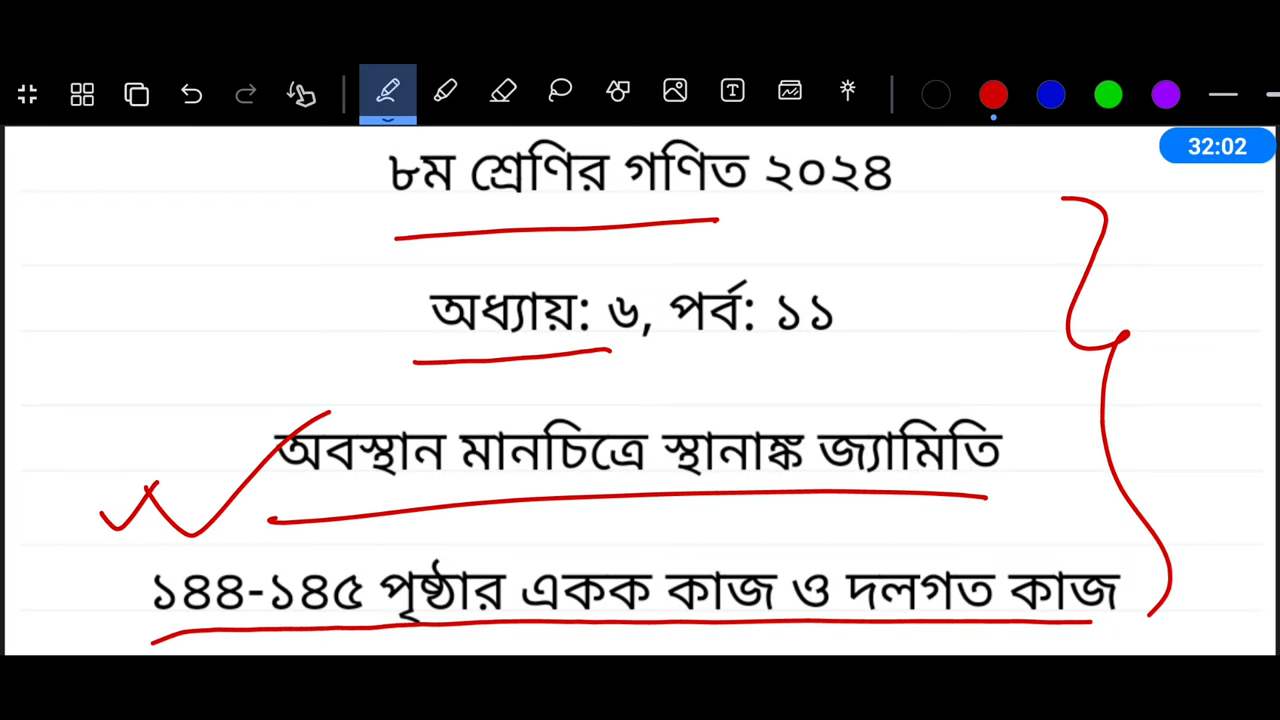 32:02
৮ম শ্রেণির গণিত ২০২৪
অধ্যায়: ৬, পর্ব: ১১
অবস্থান মানচিত্রে স্থানাঙ্ক জ্যামিতি
১৪৪-১৪৫ পৃষ্ঠার একক কাজ ও দলগত কাজ